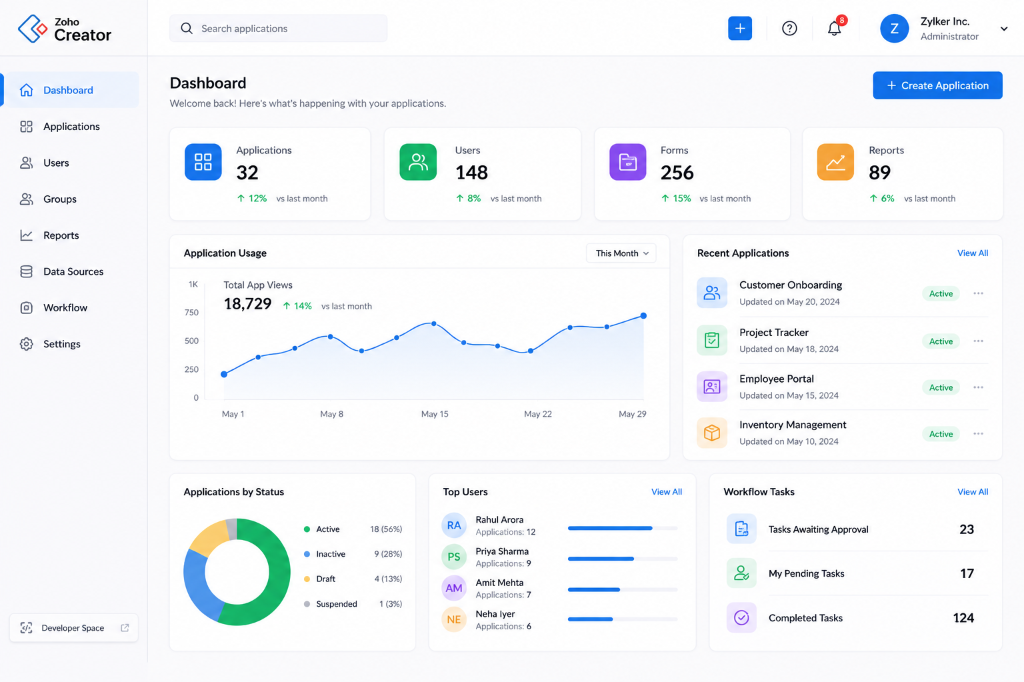 Zoho
Creator
Search applications
8
Z
Zylker Inc.
Administrator
Dashboard
Applications
Users
Groups
Reports
Data Sources
Workflow
Settings
Developer Space
Dashboard
Welcome back! Here's what's happening with your applications.
+ Create Application
Applications
32
↑ 12% vs last month
Users
148
↑ 8% vs last month
Forms
256
↑ 15% vs last month
Reports
89
↑ 6% vs last month
Application Usage
This Month
Total App Views
18,729 ↑ 14% vs last month
1K
750
500
250
0
May 1 May 8 May 15 May 22 May 29
Recent Applications View All
Customer Onboarding
Updated on May 20, 2024
Active
Project Tracker
Updated on May 18, 2024
Active
Employee Portal
Updated on May 15, 2024
Active
Inventory Management
Updated on May 10, 2024
Active
Applications by Status
Active 18 (56%)
Inactive 9 (28%)
Draft 4 (13%)
Suspended 1 (3%)
Top Users View All
RA
Rahul Arora
Applications: 12
PS
Priya Sharma
Applications: 9
AM
Amit Mehta
Applications: 7
NE
Neha Iyer
Applications: 6
Workflow Tasks View All
Tasks Awaiting Approval 23
My Pending Tasks 17
Completed Tasks 124